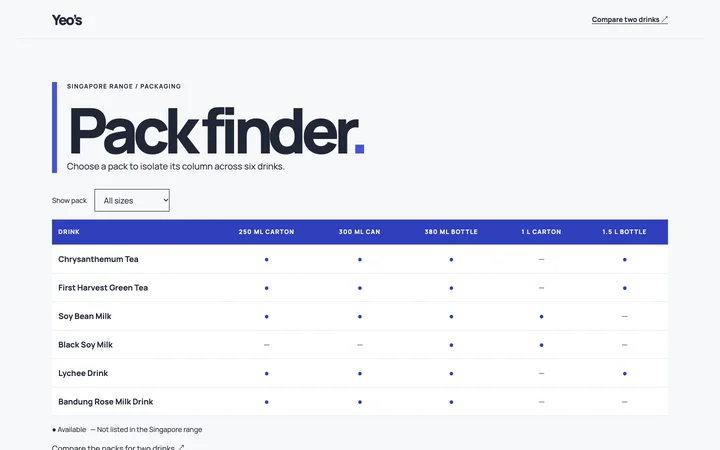 Yeo's
Compare two drinks ↗
SINGAPORE RANGE / PACKAGING
Pack finder.
Choose a pack to isolate its column across six drinks.
Show pack All sizes
DRINK 250 ML CARTON 300 ML CAN 380 ML BOTTLE 1 L CARTON 1.5 L BOTTLE
Chrysanthemum Tea ● ● ● — ●
First Harvest Green Tea ● ● ● — ●
Soy Bean Milk ● ● ● ● —
Black Soy Milk — — ● ● —
Lychee Drink ● ● ● — ●
Bandung Rose Milk Drink ● ● ● — —
● Available — Not listed in the Singapore range
Compare the packs for two drinks ↗